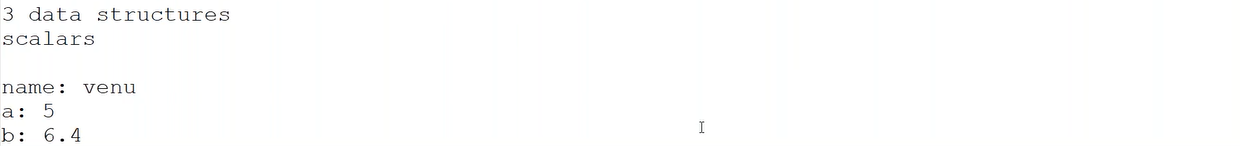 3 data structures
scalars
name: venu
a: 5
b: 6.4